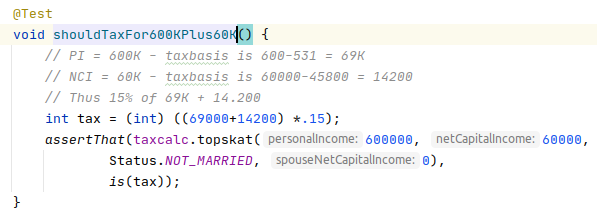 @Test
void shouldTaxFor600KPlus60K() {
// PI = 600K - taxbasis is 600-531 = 69K
// NCI = 60K - taxbasis is 60000-45800 = 14200
// Thus 15% of 69K + 14.200
int tax = (int) ((69000+14200) *.15);
assertThat(taxcalc.topskat( personalIncome: 600000, netCapitalIncome: 60000,
Status.NOT_MARRIED, spouseNetCapitalIncome: 0),
is(tax));
}